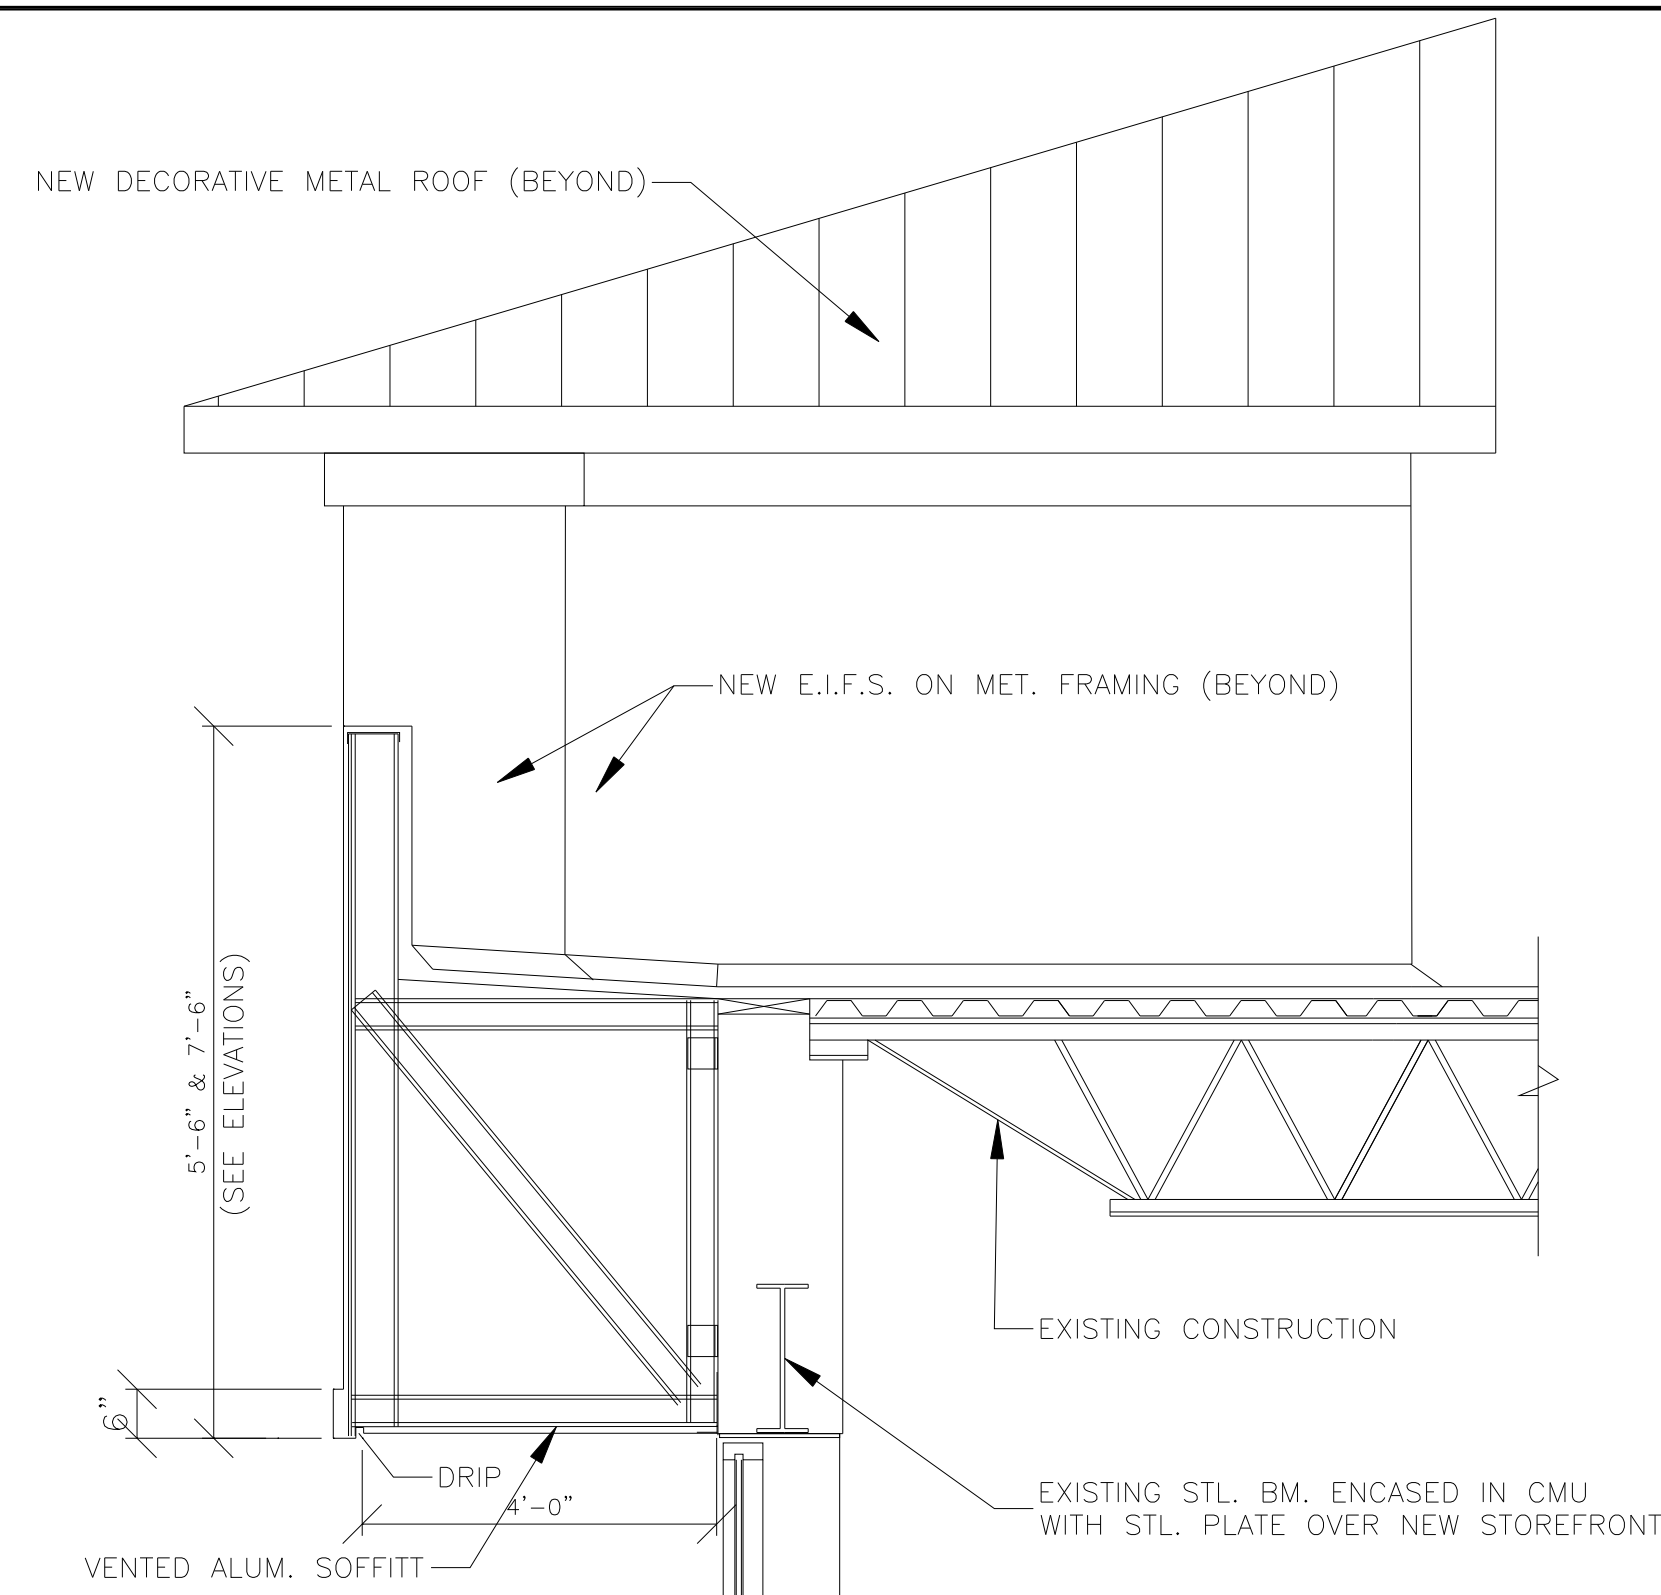 NEW DECORATIVE METAL ROOF (BEYOND)
NEW E.I.F.S. ON MET. FRAMING (BEYOND)
5'-6" & 7'-6"
(SEE ELEVATIONS)
6"
EXISTING CONSTRUCTION
DRIP
4'-0"
EXISTING STL. BM. ENCASED IN CMU
WITH STL. PLATE OVER NEW STOREFRONT
VENTED ALUM. SOFFITT